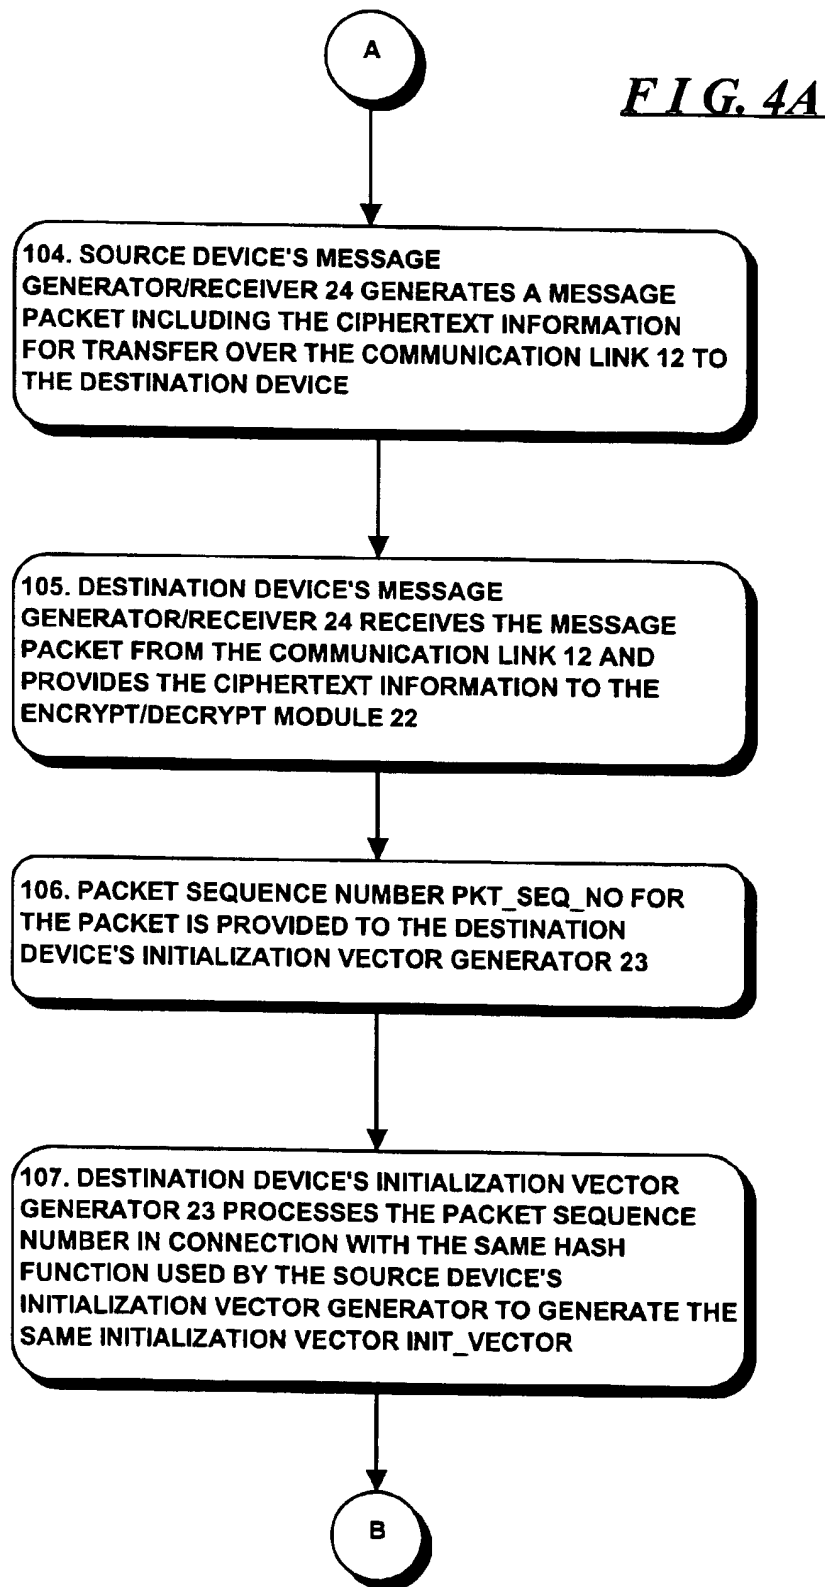 A
FIG. 4A
104. SOURCE DEVICE'S MESSAGE
GENERATOR/RECEIVER 24 GENERATES A MESSAGE
PACKET INCLUDING THE CIPHERTEXT INFORMATION
FOR TRANSFER OVER THE COMMUNICATION LINK 12 TO
THE DESTINATION DEVICE
105. DESTINATION DEVICE'S MESSAGE
GENERATOR/RECEIVER 24 RECEIVES THE MESSAGE
PACKET FROM THE COMMUNICATION LINK 12 AND
PROVIDES THE CIPHERTEXT INFORMATION TO THE
ENCRYPT/DECRYPT MODULE 22
106. PACKET SEQUENCE NUMBER PKT_SEQ_NO FOR
THE PACKET IS PROVIDED TO THE DESTINATION
DEVICE'S INITIALIZATION VECTOR GENERATOR 23
107. DESTINATION DEVICE'S INITIALIZATION VECTOR
GENERATOR 23 PROCESSES THE PACKET SEQUENCE
NUMBER IN CONNECTION WITH THE SAME HASH
FUNCTION USED BY THE SOURCE DEVICE'S
INITIALIZATION VECTOR GENERATOR TO GENERATE THE
SAME INITIALIZATION VECTOR INIT_VECTOR
B